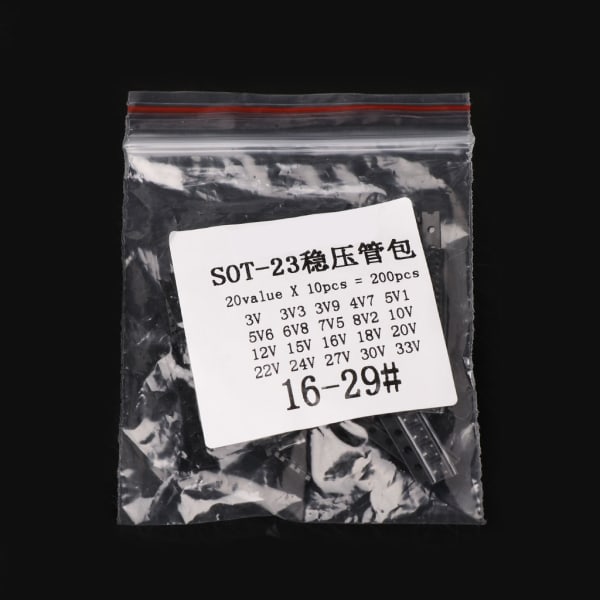 SOT-23稳压管包
20value X 10pcs = 200pcs
3V 3V3 3V9 4V7 5V1
5V6 6V8 7V5 8V2 10V
12V 15V 16V 18V 20V
22V 24V 27V 30V 33V
16-29#